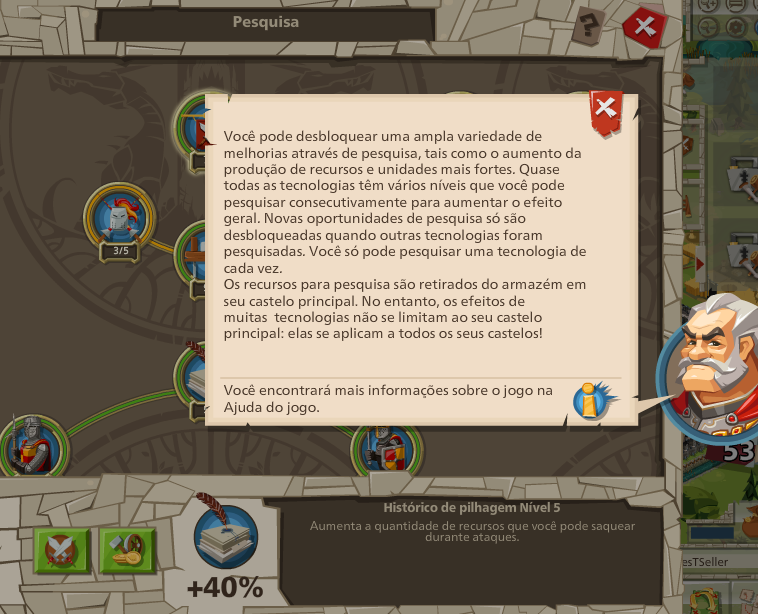 Pesquisa
Você pode desbloquear uma ampla variedade de
melhorias através de pesquisa, tais como o aumento da
produção de recursos e unidades mais fortes. Quase
todas as tecnologias têm vários níveis que você pode
pesquisar consecutivamente para aumentar o efeito
geral. Novas oportunidades de pesquisa só são
desbloqueadas quando outras tecnologias foram
pesquisadas. Você só pode pesquisar uma tecnologia de
cada vez.
Os recursos para pesquisa são retirados do armazém em
seu castelo principal. No entanto, os efeitos de
muitas tecnologias não se limitam ao seu castelo
principal: elas se aplicam a todos os seus castelos!
3/5
Você encontrará mais informações sobre o jogo na
Ajuda do jogo.
53
Histórico de pilhagem Nível 5
Aumenta a quantidade de recursos que você pode saquear
durante ataques.
+40%
esTSeller